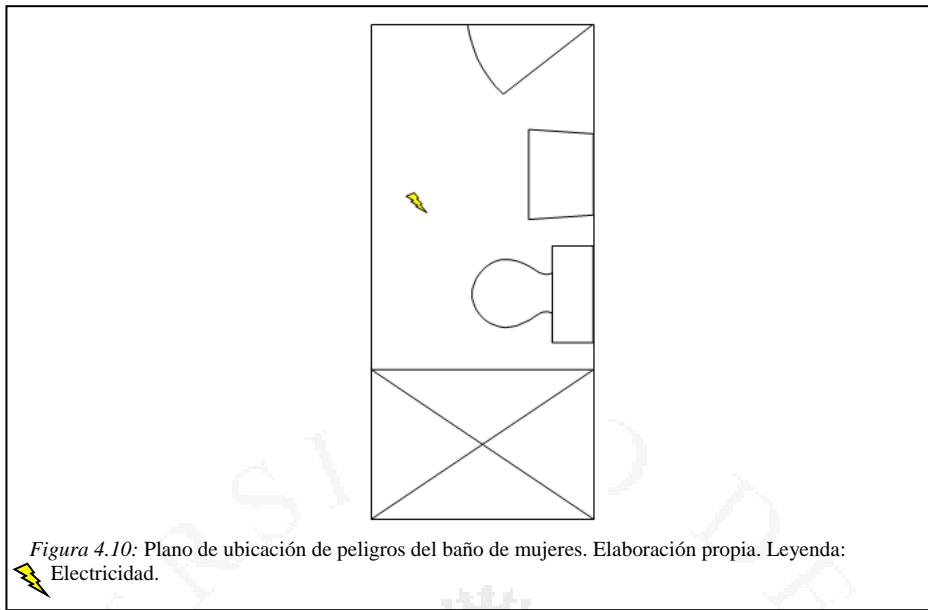 Figura 4.10: Plano de ubicación de peligros del baño de mujeres. Elaboración propia. Leyenda:
Electricidad.